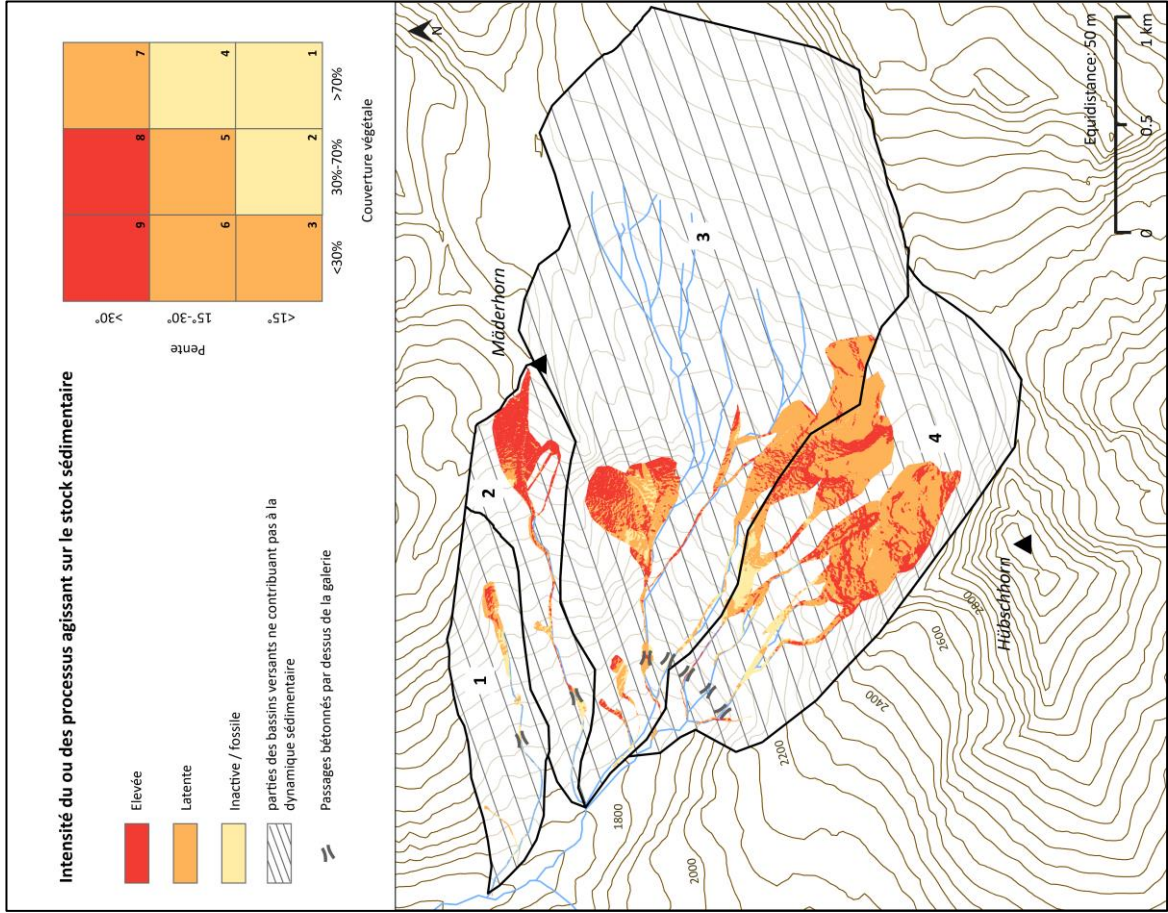 Intensité du ou des processus agissant sur le stock sédimentaire
Elevée
Latente
Inactive / fossile
parties des bassins versants ne contribuant pas à la
dynamique sédimentaire
Passages bétonnés par dessus de la galerie
Pente
>30°
15°-30°
<15°
9
8
7
6
5
4
3
2
1
<30%
30%-70%
>70%
Couverture végétale
N
Mäderhorn
1
2
3
4
1800
2000
2200
2400
2600
2800
Hübschhorn
Equidistance: 50 m
0
0.5
1 km